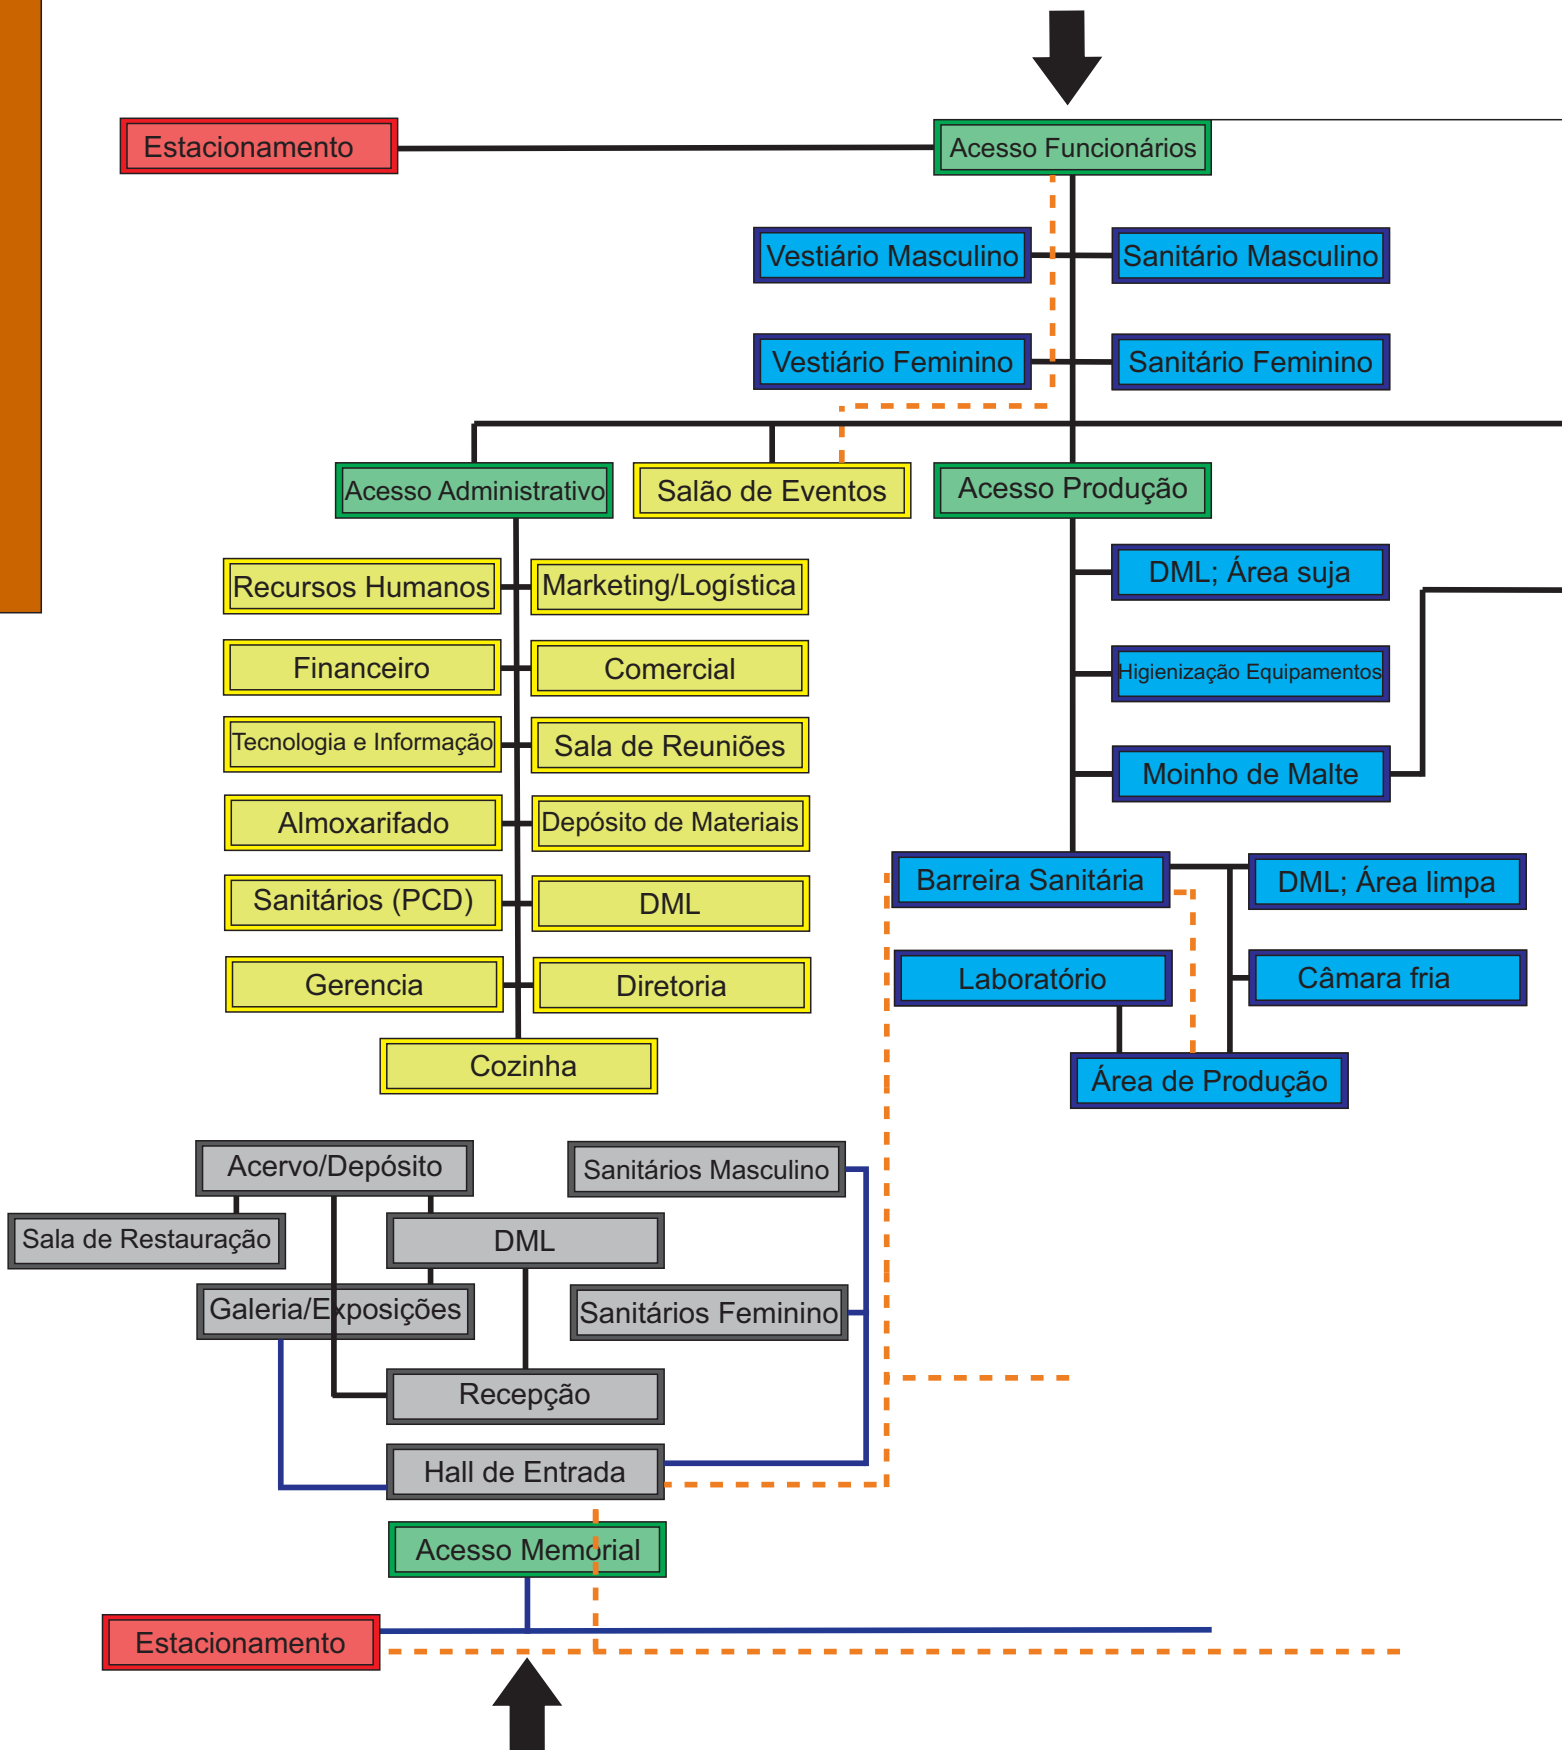 Estacionamento
Acesso Funcionários
Vestiário Masculino
Sanitário Masculino
Vestiário Feminino
Sanitário Feminino
Acesso Administrativo
Salão de Eventos
Acesso Produção
Recursos Humanos
Marketing/Logística
DML; Área suja
Financeiro
Comercial
Higienização Equipamentos
Tecnologia e Informação
Sala de Reuniões
Moinho de Malte
Almoxarifado
Depósito de Materiais
Barreira Sanitária
DML; Área limpa
Sanitários (PCD)
DML
Gerencia
Diretoria
Laboratório
Câmara fria
Cozinha
Área de Produção
Acervo/Depósito
Sanitários Masculino
Sala de Restauração
DML
Galeria/Exposições
Sanitários Feminino
Recepção
Hall de Entrada
Acesso Memorial
Estacionamento